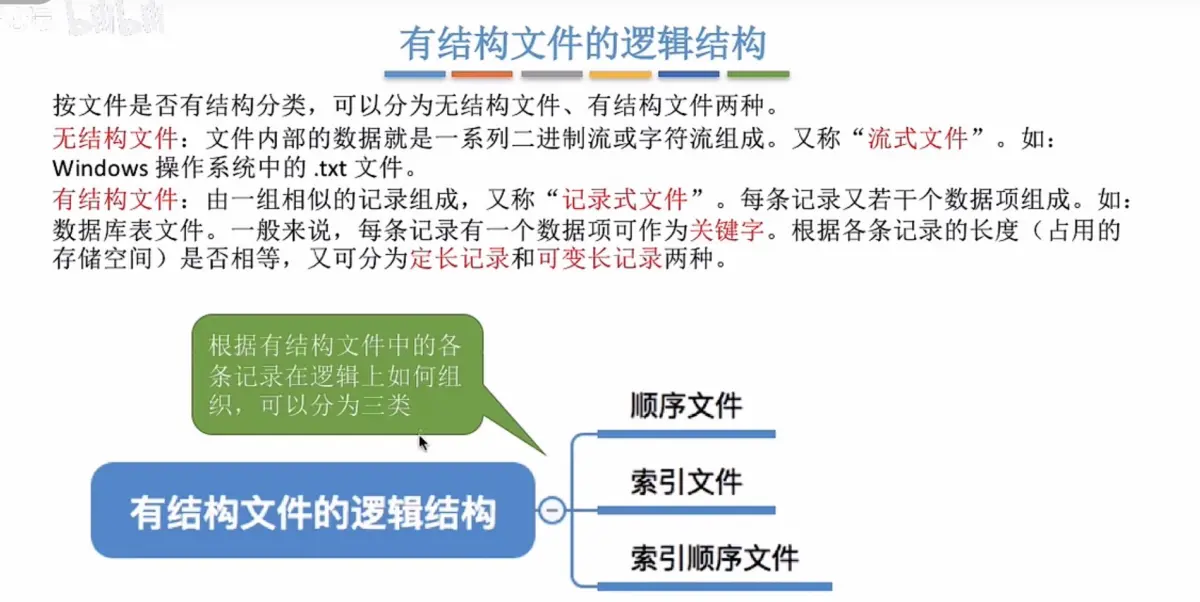 有结构文件的逻辑结构
按文件是否有结构分类，可以分为无结构文件、有结构文件两种。
无结构文件：文件内部的数据就是一系列二进制流或字符流组成。又称“流式文件”。如：
Windows 操作系统中的 .txt 文件。
有结构文件：由一组相似的记录组成，又称“记录式文件”。每条记录又若干个数据项组成。如：
数据库表文件。一般来说，每条记录有一个数据项可作为关键字。根据各条记录的长度（占用的
存储空间）是否相等，又可分为定长记录和可变长记录两种。
根据有结构文件中的各
条记录在逻辑上如何组
织，可以分为三类
有结构文件的逻辑结构
顺序文件
索引文件
索引顺序文件